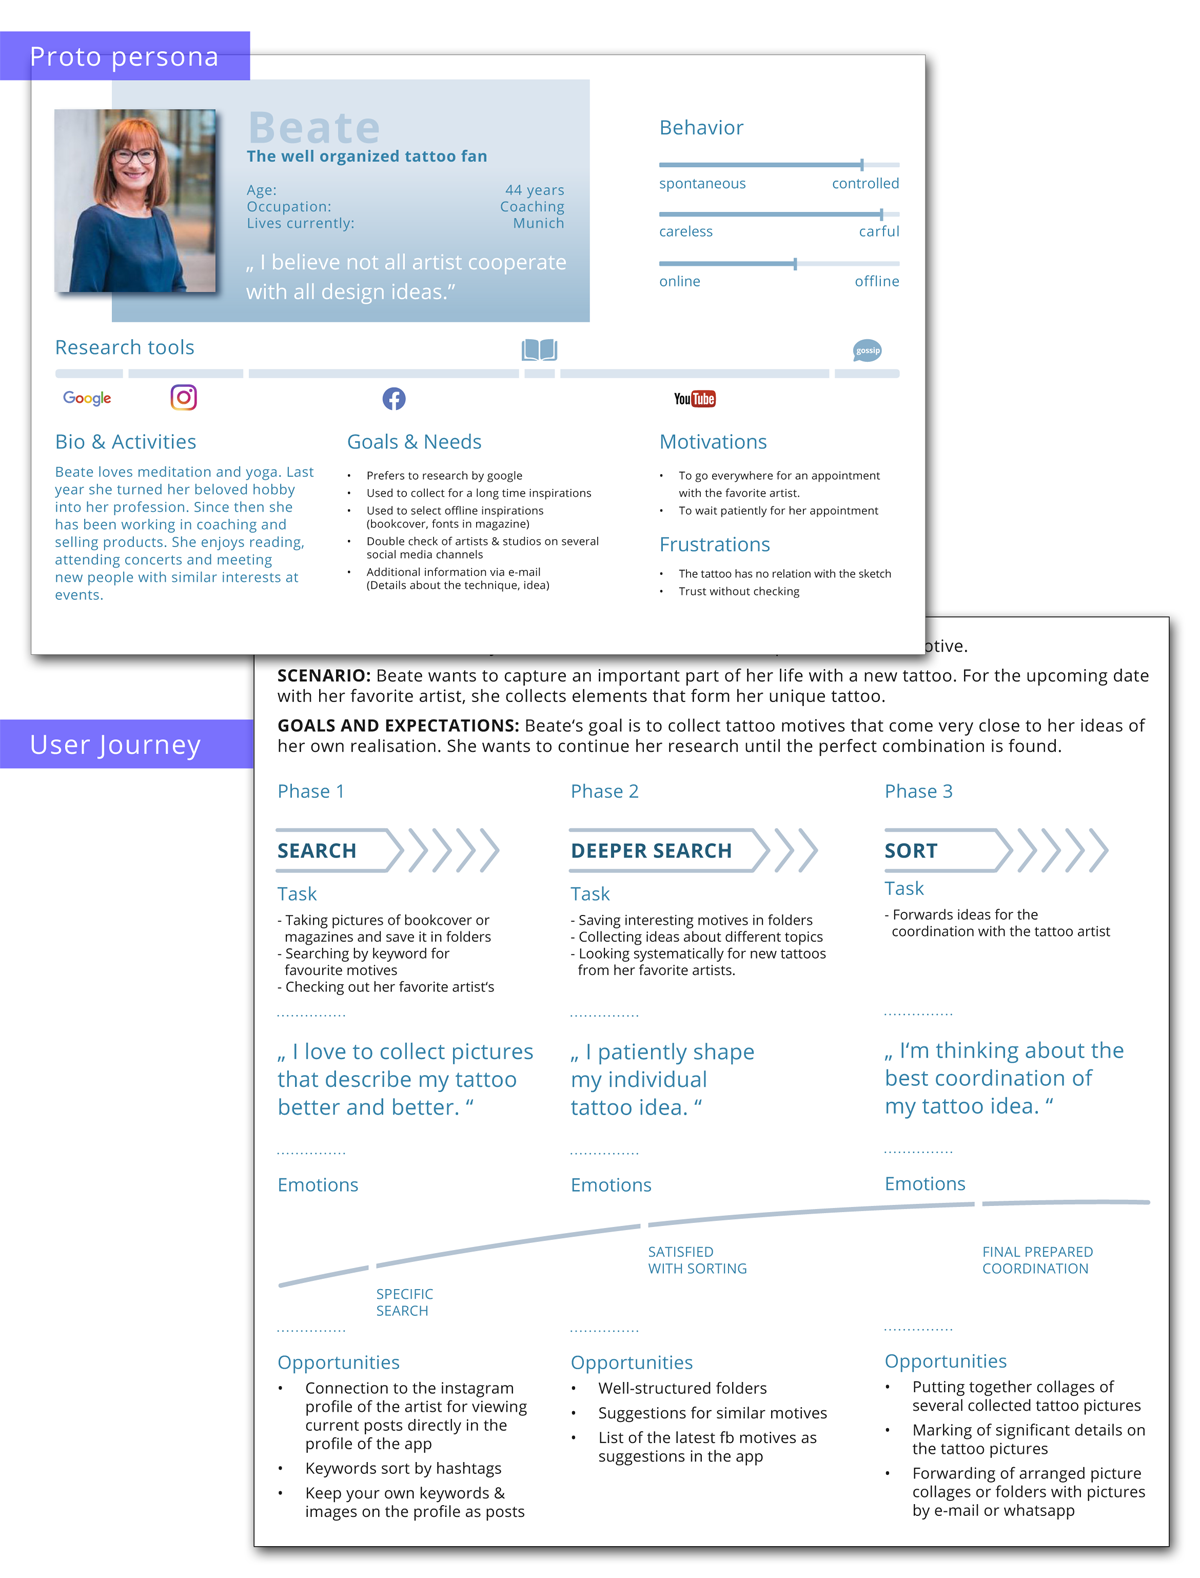 Proto persona
Beate
The well organized tattoo fan
Age: 44 years
Occupation: Coaching
Lives currently: Munich
„ I believe not all artist cooperate
with all design ideas.”
Behavior
spontaneous controlled
careless carful
online offline
Research tools
gossip
Google
YouTube
Bio & Activities
Beate loves meditation and yoga. Last
year she turned her beloved hobby
into her profession. Since then she
has been working in coaching and
selling products. She enjoys reading,
attending concerts and meeting
new people with similar interests at
events.
Goals & Needs
• Prefers to research by google
• Used to collect for a long time inspirations
• Used to select offline inspirations
(bookcover, fonts in magazine)
• Double check of artists & studios on several
social media channels
• Additional information via e-mail
(Details about the technique, idea)
Motivations
• To go everywhere for an appointment
with the favorite artist.
• To wait patiently for her appointment
Frustrations
• The tattoo has no relation with the sketch
• Trust without checking
User Journey
otive.
SCENARIO: Beate wants to capture an important part of her life with a new tattoo. For the upcoming date
with her favorite artist, she collects elements that form her unique tattoo.
GOALS AND EXPECTATIONS: Beate‘s goal is to collect tattoo motives that come very close to her ideas of
her own realisation. She wants to continue her research until the perfect combination is found.
Phase 1
SEARCH
Task
- Taking pictures of bookcover or
magazines and save it in folders
- Searching by keyword for
favourite motives
- Checking out her favorite artist‘s
„ I love to collect pictures
that describe my tattoo
better and better. “
Emotions
SPECIFIC
SEARCH
Opportunities
• Connection to the instagram
profile of the artist for viewing
current posts directly in the
profile of the app
• Keywords sort by hashtags
• Keep your own keywords &
images on the profile as posts
Phase 2
DEEPER SEARCH
Task
- Saving interesting motives in folders
- Collecting ideas about different topics
- Looking systematically for new tattoos
from her favorite artists.
„ I patiently shape
my individual
tattoo idea. “
Emotions
SATISFIED
WITH SORTING
Opportunities
• Well-structured folders
• Suggestions for similar motives
• List of the latest fb motives as
suggestions in the app
Phase 3
SORT
Task
- Forwards ideas for the
coordination with the tattoo artist
„ I‘m thinking about the
best coordination of
my tattoo idea. “
Emotions
FINAL PREPARED
COORDINATION
Opportunities
• Putting together collages of
several collected tattoo pictures
• Marking of significant details on
the tattoo pictures
• Forwarding of arranged picture
collages or folders with pictures
by e-mail or whatsapp